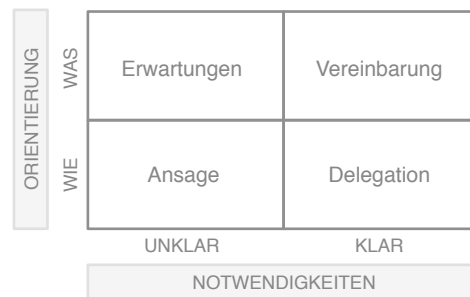 ORIENTIERUNG
WAS
Erwartungen
Vereinbarung
WIE
Ansage
Delegation
UNKLAR
KLAR
NOTWENDIGKEITEN